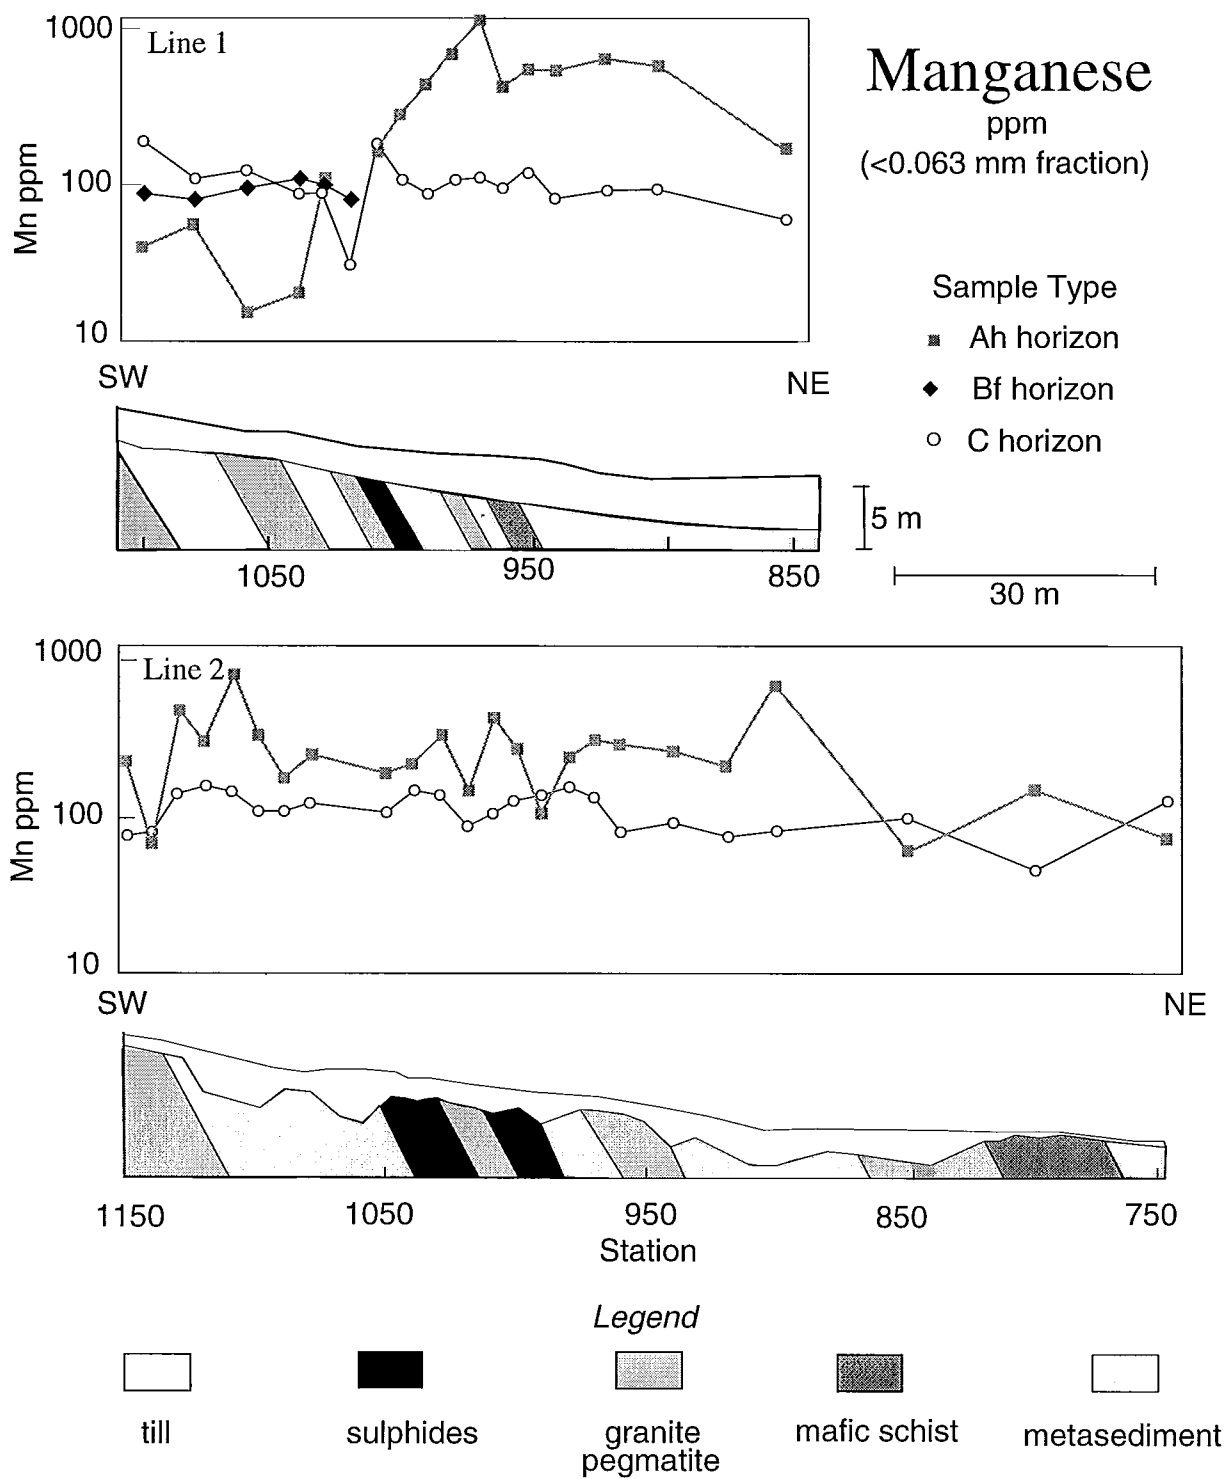 Manganese
ppm
(<0.063 mm fraction)
1000
Line 1
100
10
Mn ppm
SW
NE
Sample Type
Ah horizon
Bf horizon
C horizon
5 m
30 m
1050
950
850
1000
Line 2
100
10
Mn ppm
SW
NE
1150
1050
950
850
750
Station
Legend
till
sulphides
granite
pegmatite
mafic schist
metasediment